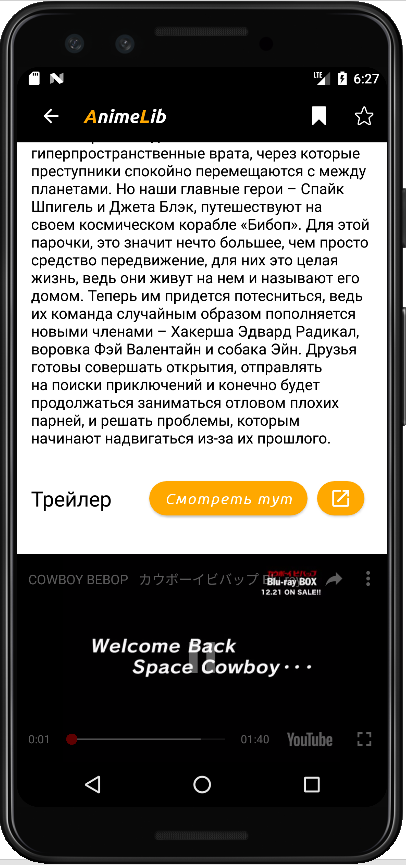 LTE 6:27
AnimeLib
гиперпространственные врата, через которые
преступники спокойно перемещаются с между
планетами. Но наши главные герои – Спайк
Шпигель и Джета Блэк, путешествуют на
своем космическом корабле «Бибоп». Для этой
парочки, это значит нечто большее, чем просто
средство передвижение, для них это целая
жизнь, ведь они живут на нем и называют его
домом. Теперь им придется потесниться, ведь
их команда случайным образом пополняется
новыми членами – Хакерша Эдвард Радикал,
воровка Фэй Валентайн и собака Эйн. Друзья
готовы совершать открытия, отправлять
на поиски приключений и конечно будет
продолжаться заниматься отловом плохих
парней, и решать проблемы, которым
начинают надвигаться из-за их прошлого.
Трейлер
Смотреть тут
COWBOY BEBOP カウボーイビバップ
Blu-ray BOX
12.21 ON SALE!!
Welcome Back
Space Cowboy···
0:01 01:40 YouTube